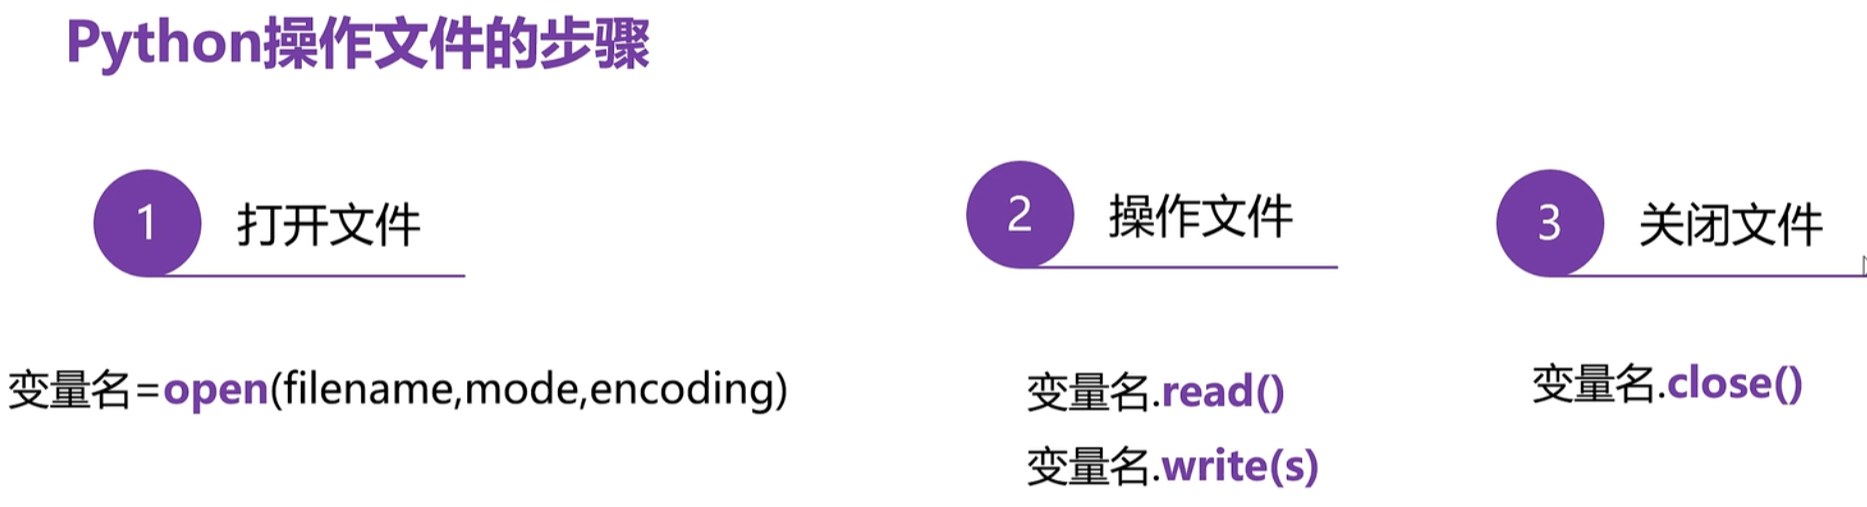 Python操作文件的步骤
1 打开文件
变量名=open(filename,mode,encoding)
2 操作文件
变量名.read()
变量名.write(s)
3 关闭文件
变量名.close()